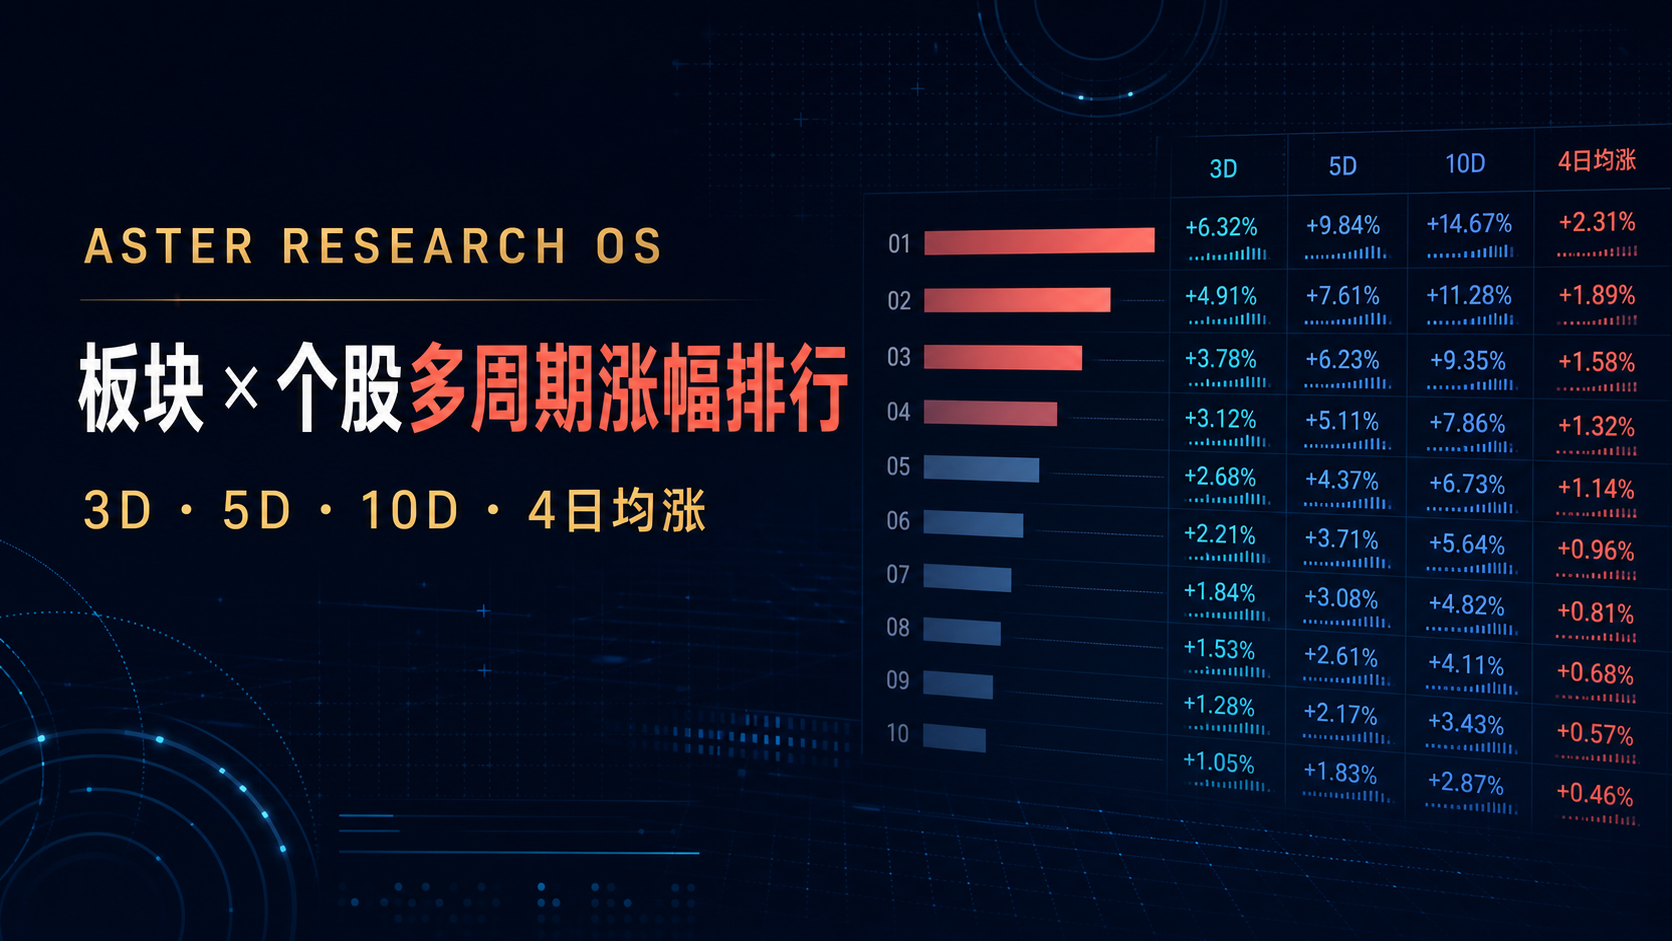 ASTER RESEARCH OS
板块 × 个股多周期涨幅排行
3D · 5D · 10D · 4日均涨
3D 5D 10D 4日均涨
01 +6.32% +9.84% +14.67% +2.31%
02 +4.91% +7.61% +11.28% +1.89%
03 +3.78% +6.23% +9.35% +1.58%
04 +3.12% +5.11% +7.86% +1.32%
05 +2.68% +4.37% +6.73% +1.14%
06 +2.21% +3.71% +5.64% +0.96%
07 +1.84% +3.08% +4.82% +0.81%
08 +1.53% +2.61% +4.11% +0.68%
09 +1.28% +2.17% +3.43% +0.57%
10 +1.05% +1.83% +2.87% +0.46%